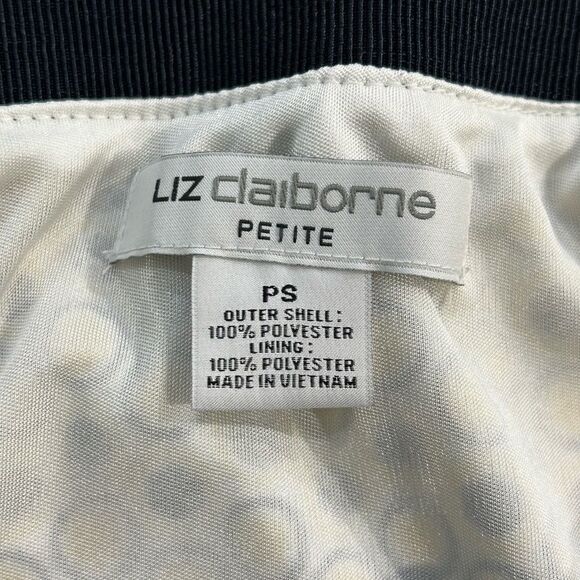 LIZ claiborne
PETITE
PS
OUTER SHELL:
100% POLYESTER
LINING:
100% POLYESTER
MADE IN VIETNAM